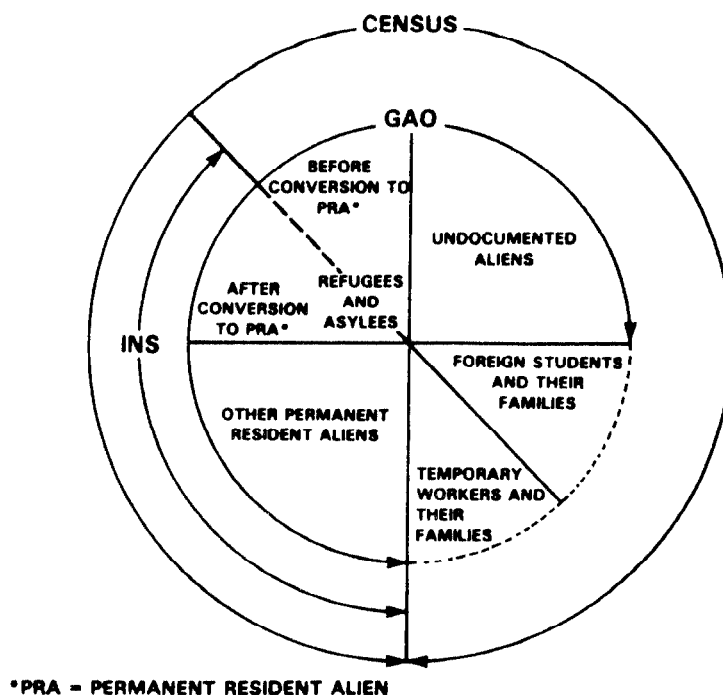 CENSUS
GAO
BEFORE
CONVERSION TO
PRA*
UNDOCUMENTED
ALIENS
REFUGEES
AND
ASYLEES
AFTER
CONVERSION
TO PRA*
INS
FOREIGN STUDENTS
AND THEIR
FAMILIES
OTHER PERMANENT
RESIDENT ALIENS
TEMPORARY
WORKERS AND
THEIR
FAMILIES
*PRA = PERMANENT RESIDENT ALIEN